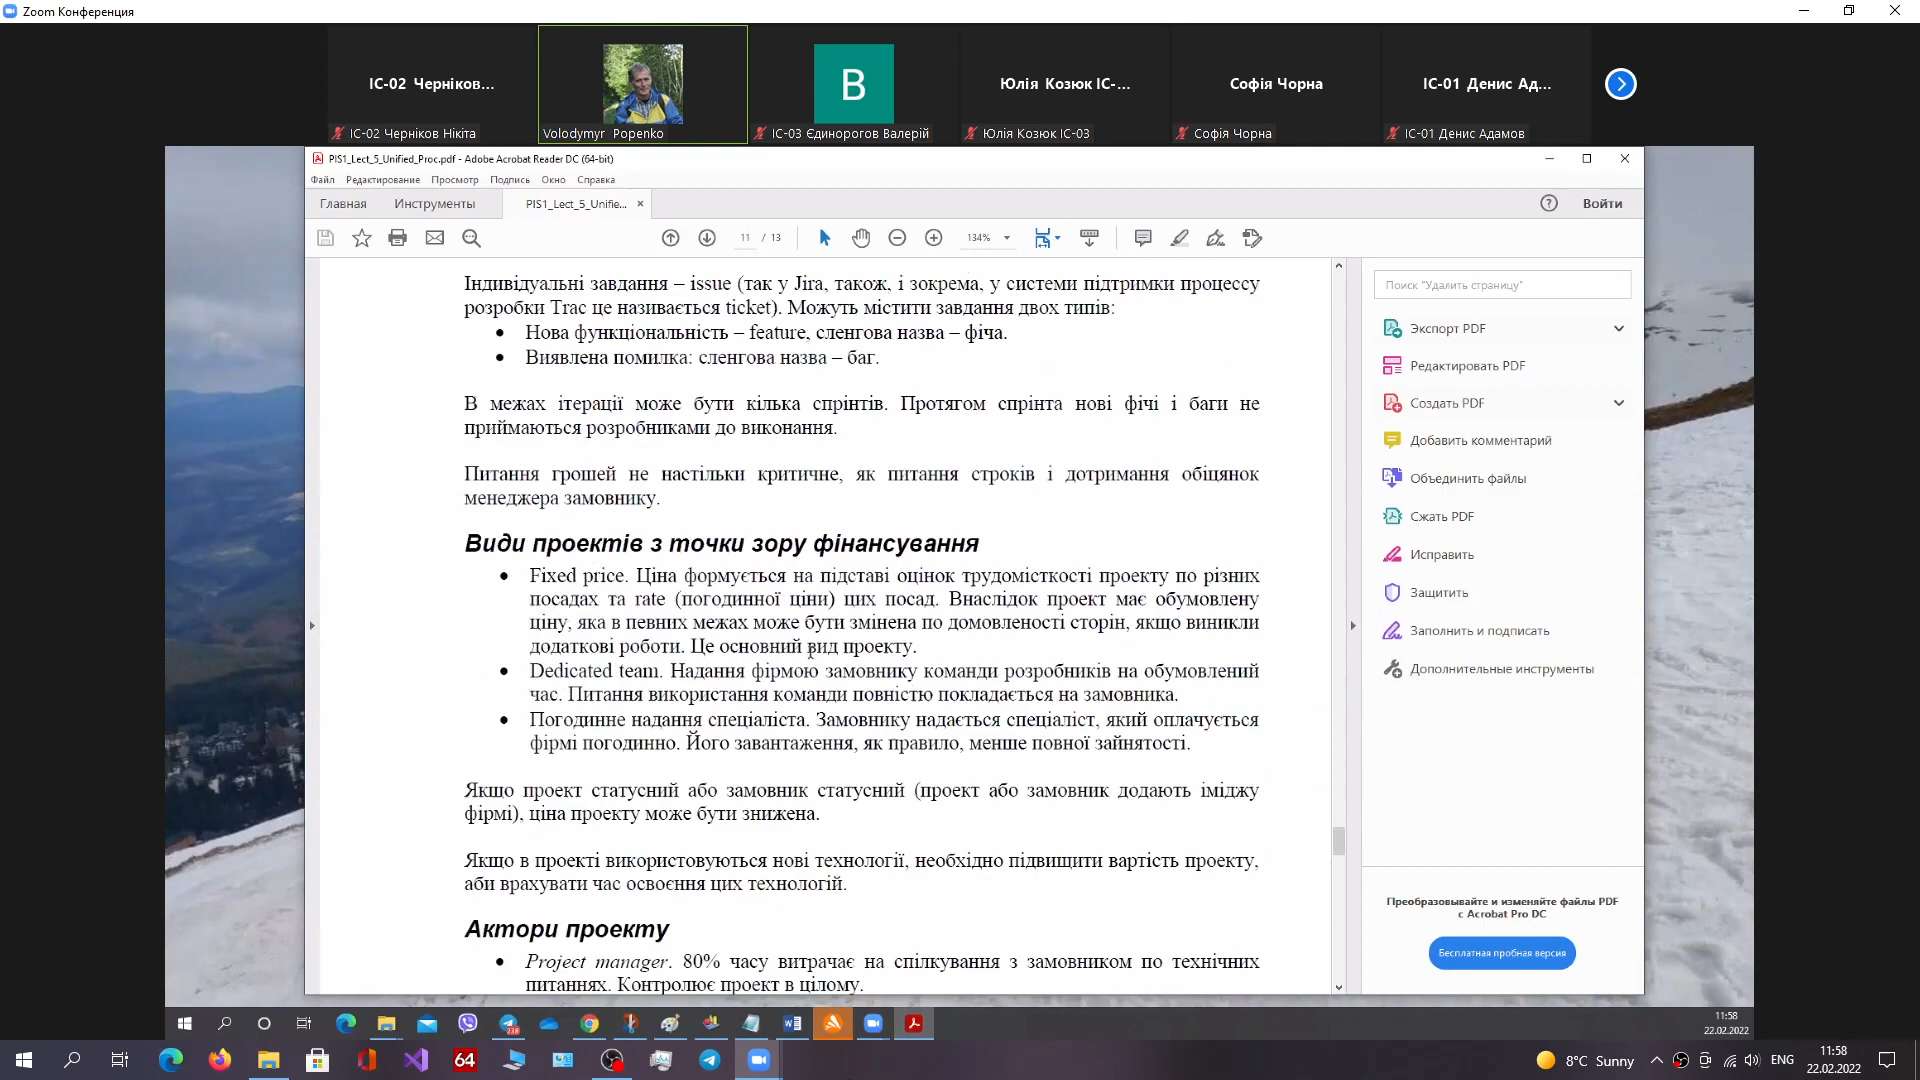 Zoom Конференция
ІС-02 Черніков...
B
Юлія Козюк ІС-...
Софія Чорна
ІС-01 Денис Ад...
ІС-02 Черніков Нікіта
Volodymyr Popenko
ІС-03 Єдинорогов Валерій
Юлія Козюк ІС-03
Софія Чорна
ІС-01 Денис Адамов
PIS1_Lect_5_Unified_Proc.pdf - Adobe Acrobat Reader DC (64-bit)
Файл Редактирование Просмотр Подпись Окно Справка
Главная Инструменты PIS1_Lect_5_Unifie... × Войти
11 / 13 134%
Індивідуальні завдання – issue (так у Jira, також, і зокрема, у системи підтримки процессу
розробки Trac це називається ticket). Можуть містити завдання двох типів:
• Нова функціональність – feature, сленгова назва – фіча.
• Виявлена помилка: сленгова назва – баг.
В межах ітерації може бути кілька спрінтів. Протягом спрінта нові фічі і баги не
приймаються розробниками до виконання.
Питання грошей не настільки критичне, як питання строків і дотримання обіцянок
менеджера замовнику.
Види проектів з точки зору фінансування
• Fixed price. Ціна формується на підставі оцінок трудомісткості проекту по різних
посадах та rate (погодинної ціни) цих посад. Внаслідок проект має обумовлену
ціну, яка в певних межах може бути змінена по домовленості сторін, якщо виникли
додаткові роботи. Це основний вид проекту.
• Dedicated team. Надання фірмою замовнику команди розробників на обумовлений
час. Питання використання команди повністю покладається на замовника.
• Погодинне надання спеціаліста. Замовнику надається спеціаліст, який оплачується
фірмі погодинно. Його завантаження, як правило, менше повної зайнятості.
Якщо проект статусний або замовник статусний (проект або замовник додають іміджу
фірмі), ціна проекту може бути знижена.
Якщо в проекті використовуються нові технології, необхідно підвищити вартість проекту,
аби врахувати час освоєння цих технологій.
Актори проекту
• Project manager. 80% часу витрачає на спілкування з замовником по технічних
питаннях. Контролює проект в цілому.
Поиск "Удалить страницу"
Экспорт PDF
Редактировать PDF
Создать PDF
Добавить комментарий
Объединить файлы
Сжать PDF
Исправить
Защитить
Заполнить и подписать
Дополнительные инструменты
Преобразовывайте и изменяйте файлы PDF
с Acrobat Pro DC
Бесплатная пробная версия
11:58
22.02.2022
64
8°C Sunny
ENG
11:58
22.02.2022